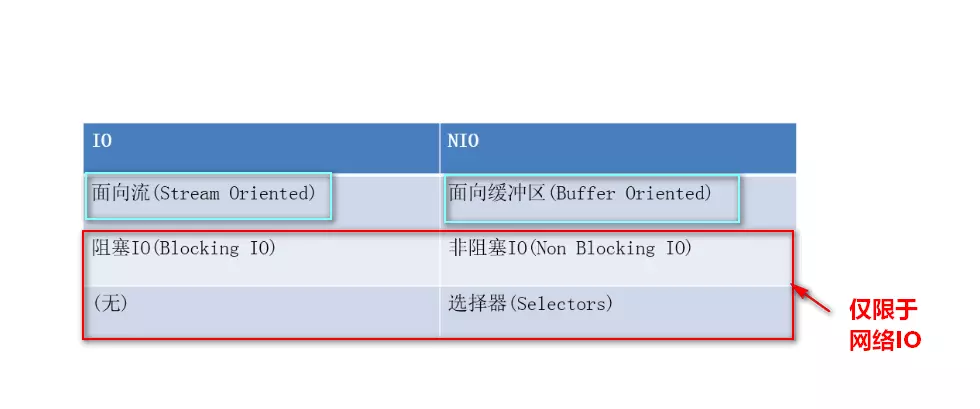 IO NIO
面向流(Stream Oriented) 面向缓冲区(Buffer Oriented)
阻塞IO(Blocking IO) 非阻塞IO(Non Blocking IO)
(无) 选择器(Selectors)
仅限于
网络IO